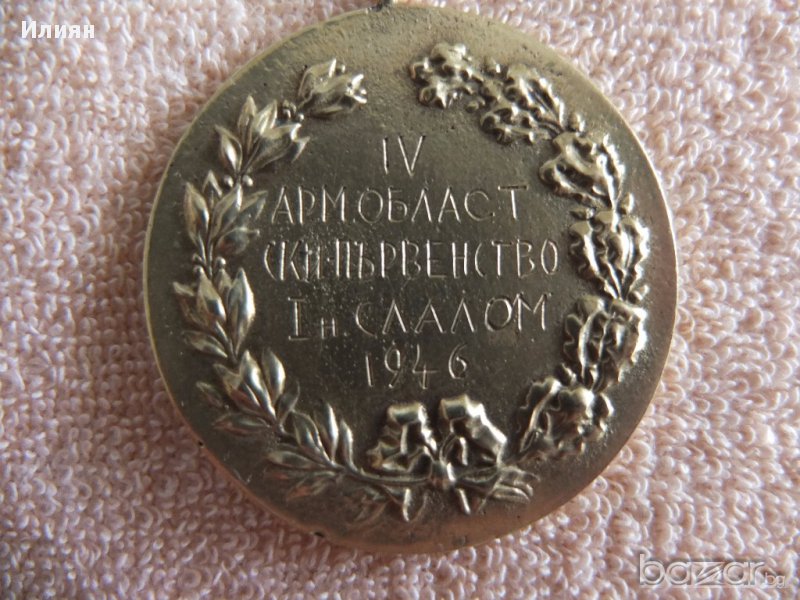 Илиян
IV
АРМ.ОБЛАСТ
СКИ-ПЪРВЕНСТВО
I н. СЛАЛОМ
1946
bazar.bg